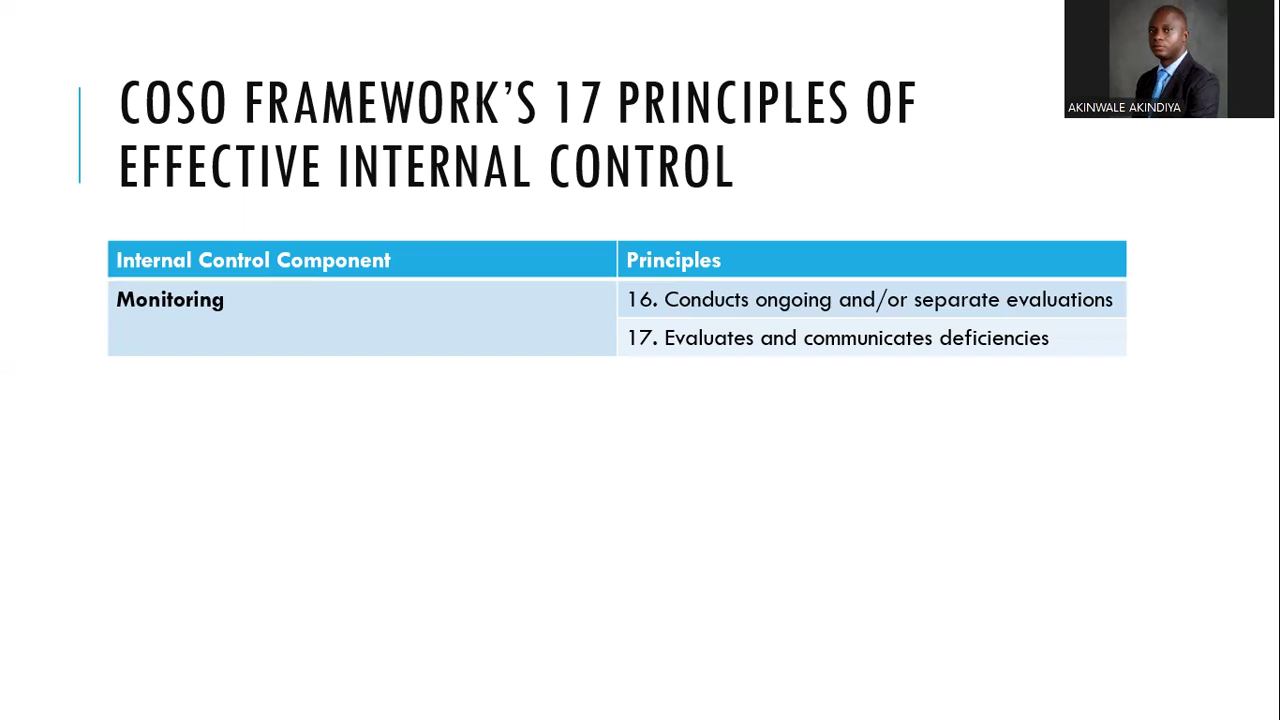 COSO FRAMEWORK’S 17 PRINCIPLES OF
EFFECTIVE INTERNAL CONTROL
AKINWALE AKINDIYA
Internal Control Component
Principles
Monitoring
16. Conducts ongoing and/or separate evaluations
17. Evaluates and communicates deficiencies